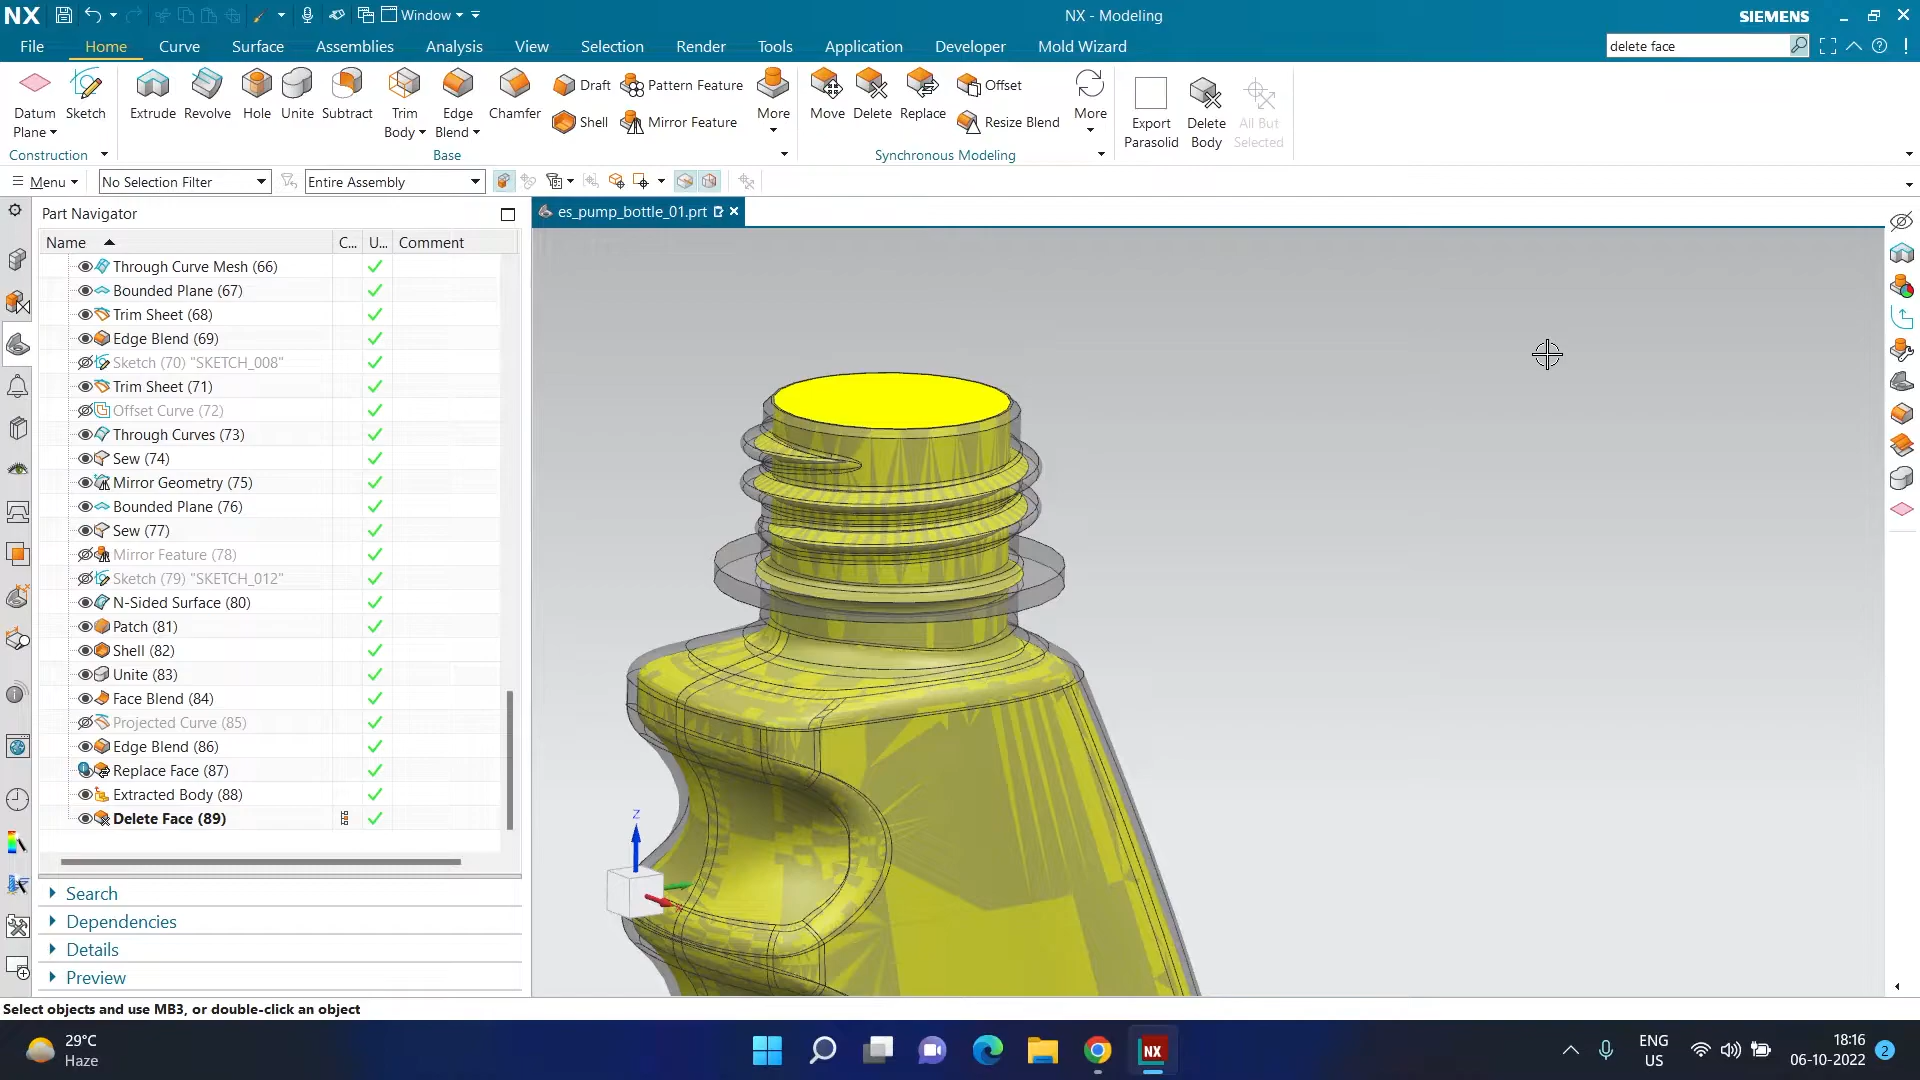 NX
Window
NX - Modeling
SIEMENS
File
Home
Curve
Surface
Assemblies
Analysis
View
Selection
Render
Tools
Application
Developer
Mold Wizard
delete face
Datum
Plane
Sketch
Extrude
Revolve
Hole
Unite
Subtract
Trim
Body
Edge
Blend
Chamfer
Draft
Shell
Pattern Feature
Mirror Feature
More
Move
Delete
Replace
Offset
Resize Blend
More
Export
Parasolid
Delete
Body
All But
Selected
Construction
Base
Synchronous Modeling
Menu
No Selection Filter
Entire Assembly
Part Navigator
es_pump_bottle_01.prt
Name
C...
U...
Comment
Through Curve Mesh (66)
Bounded Plane (67)
Trim Sheet (68)
Edge Blend (69)
Sketch (70) "SKETCH_008"
Trim Sheet (71)
Offset Curve (72)
Through Curves (73)
Sew (74)
Mirror Geometry (75)
Bounded Plane (76)
Sew (77)
Mirror Feature (78)
Sketch (79) "SKETCH_012"
N-Sided Surface (80)
Patch (81)
Shell (82)
Unite (83)
Face Blend (84)
Projected Curve (85)
Edge Blend (86)
Replace Face (87)
Extracted Body (88)
Delete Face (89)
Z
X
Search
Dependencies
Details
Preview
Select objects and use MB3, or double-click an object
29°C
Haze
NX
ENG
US
18:16
06-10-2022
2